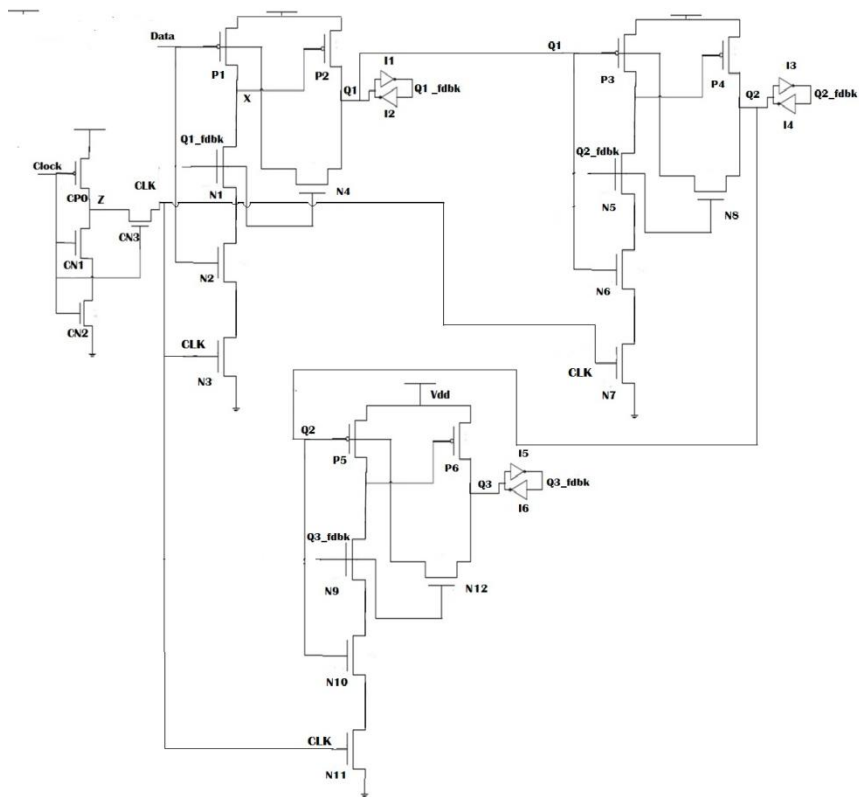 Data
P1
P2
X
Q1
I1
I2
Q1_fdbk
Q1
P3
P4
Q2
I3
I4
Q2_fdbk
Clock
CP0
Z
CLK
CN3
CN1
CN2
Q1_fdbk
N1
N4
N2
CLK
N3
Q2_fdbk
N5
N8
N6
CLK
N7
Vdd
Q2
P5
P6
Q3
I5
I6
Q3_fdbk
Q3_fdbk
N9
N12
N10
CLK
N11